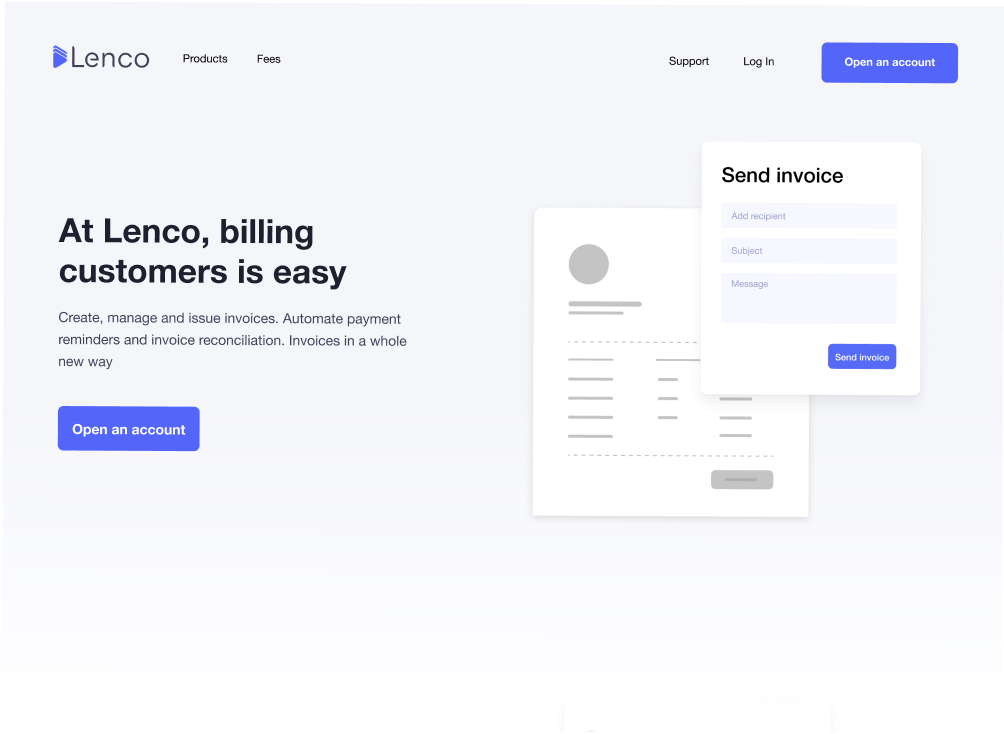 Lenco
Products
Fees
Support
Log In
Open an account
At Lenco, billing
customers is easy
Create, manage and issue invoices. Automate payment
reminders and invoice reconciliation. Invoices in a whole
new way
Open an account
Send invoice
Add recipient
Subject
Message
Send invoice